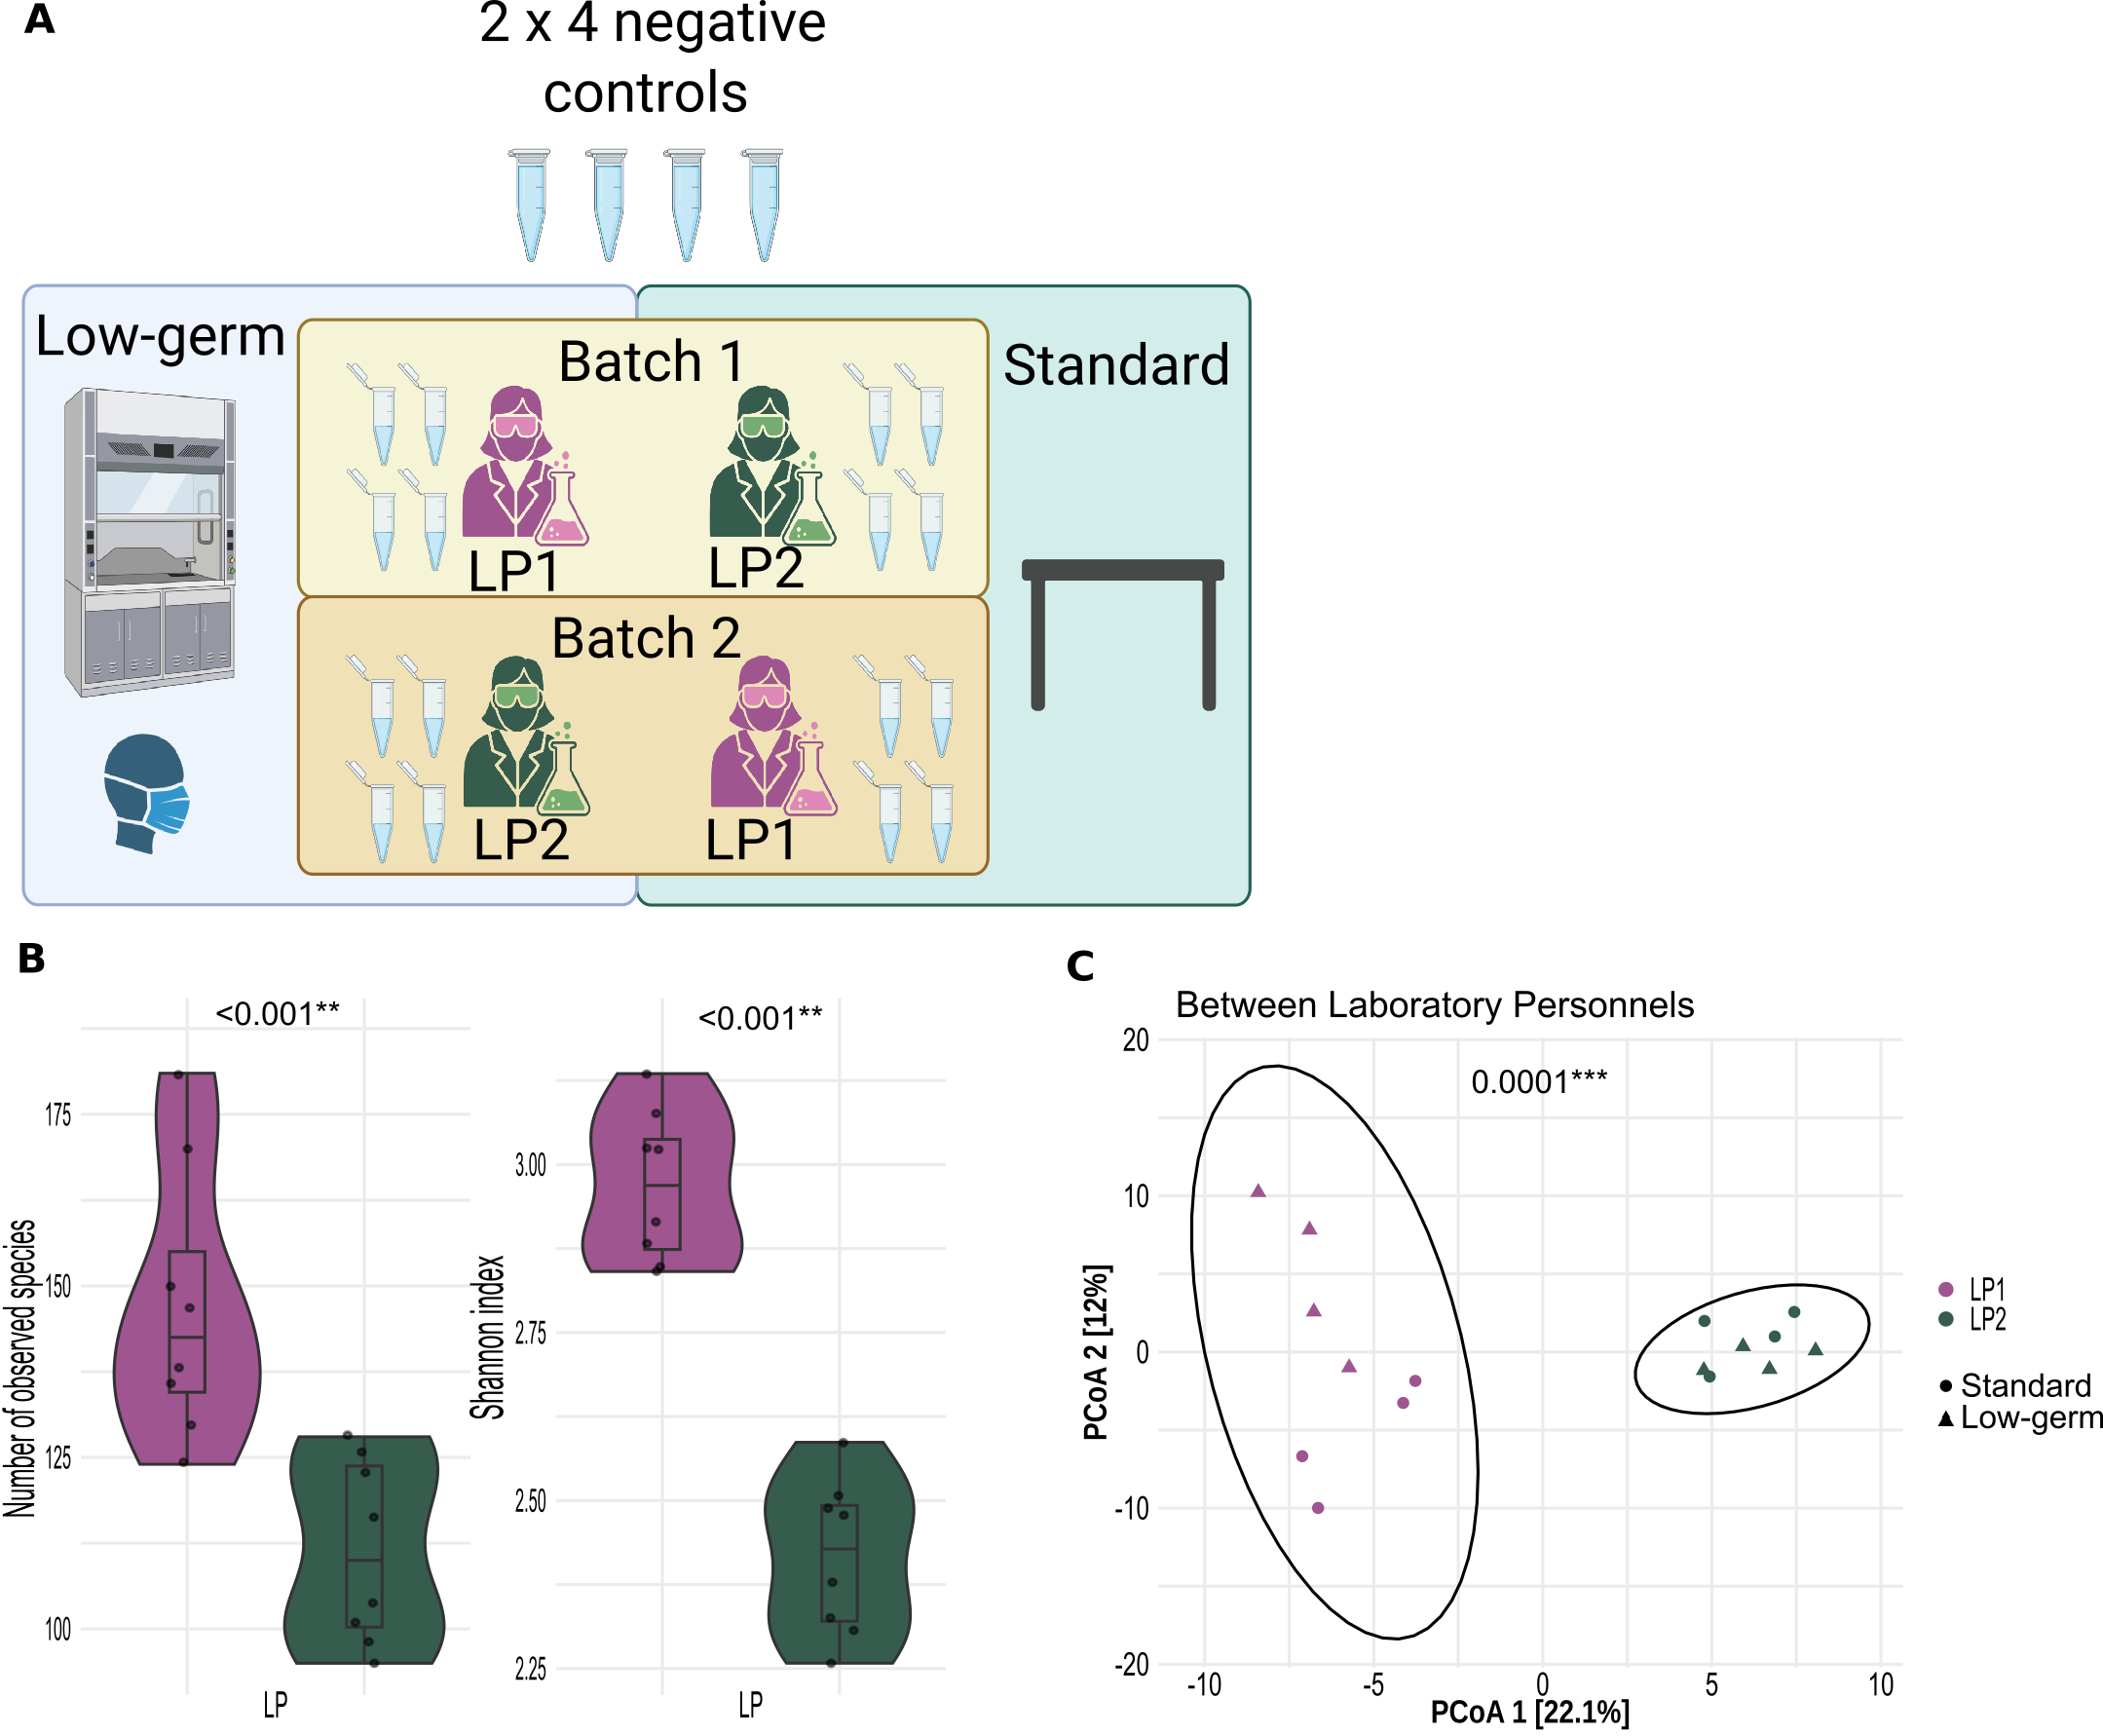 A
2 x 4 negative
controls
Low-germ
Batch 1
Standard
LP1
LP2
Batch 2
LP2
LP1
B
<0.001**
Number of observed species
175
150
125
100
LP
<0.001**
Shannon index
3.00
2.75
2.50
2.25
LP
C
Between Laboratory Personnels
0.0001***
PCoA 2 [12%]
20
10
0
-10
-20
-10
-5
0
5
10
PCoA 1 [22.1%]
LP1
LP2
Standard
Low-germ